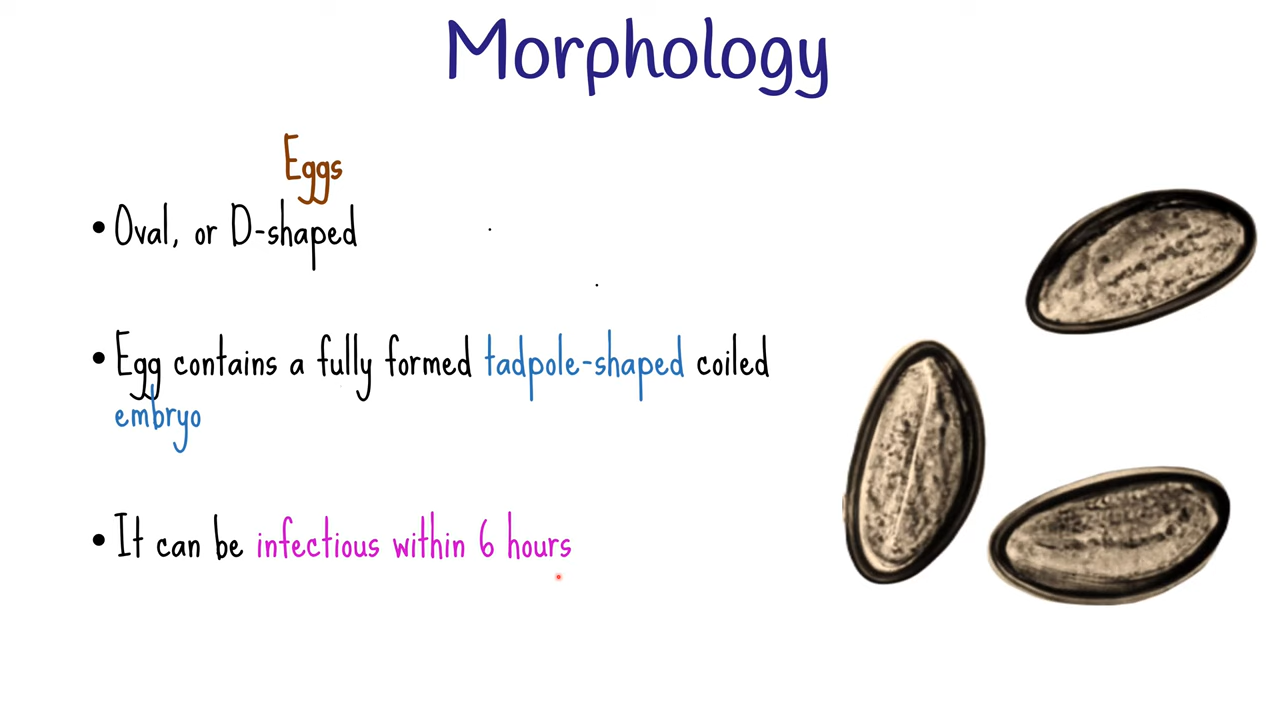 Morphology
Eggs
• Oval, or D-shaped
• Egg contains a fully formed tadpole-shaped coiled
embryo
• It can be infectious within 6 hours